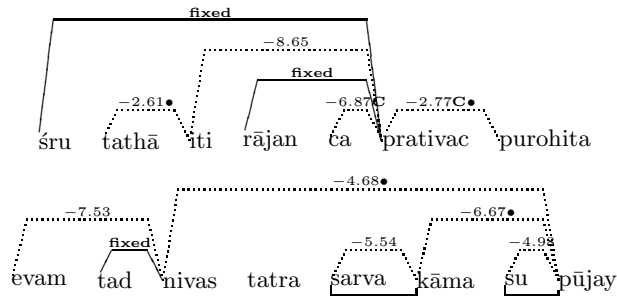 fixed
−8.65
fixed
−2.61● −6.87C −2.77C●
śru tathā iti rājan ca prativac purohita
−4.68●
−7.53 −6.67●
fixed −5.54 −4.98
evam tad nivas tatra sarva kāma su pūjay